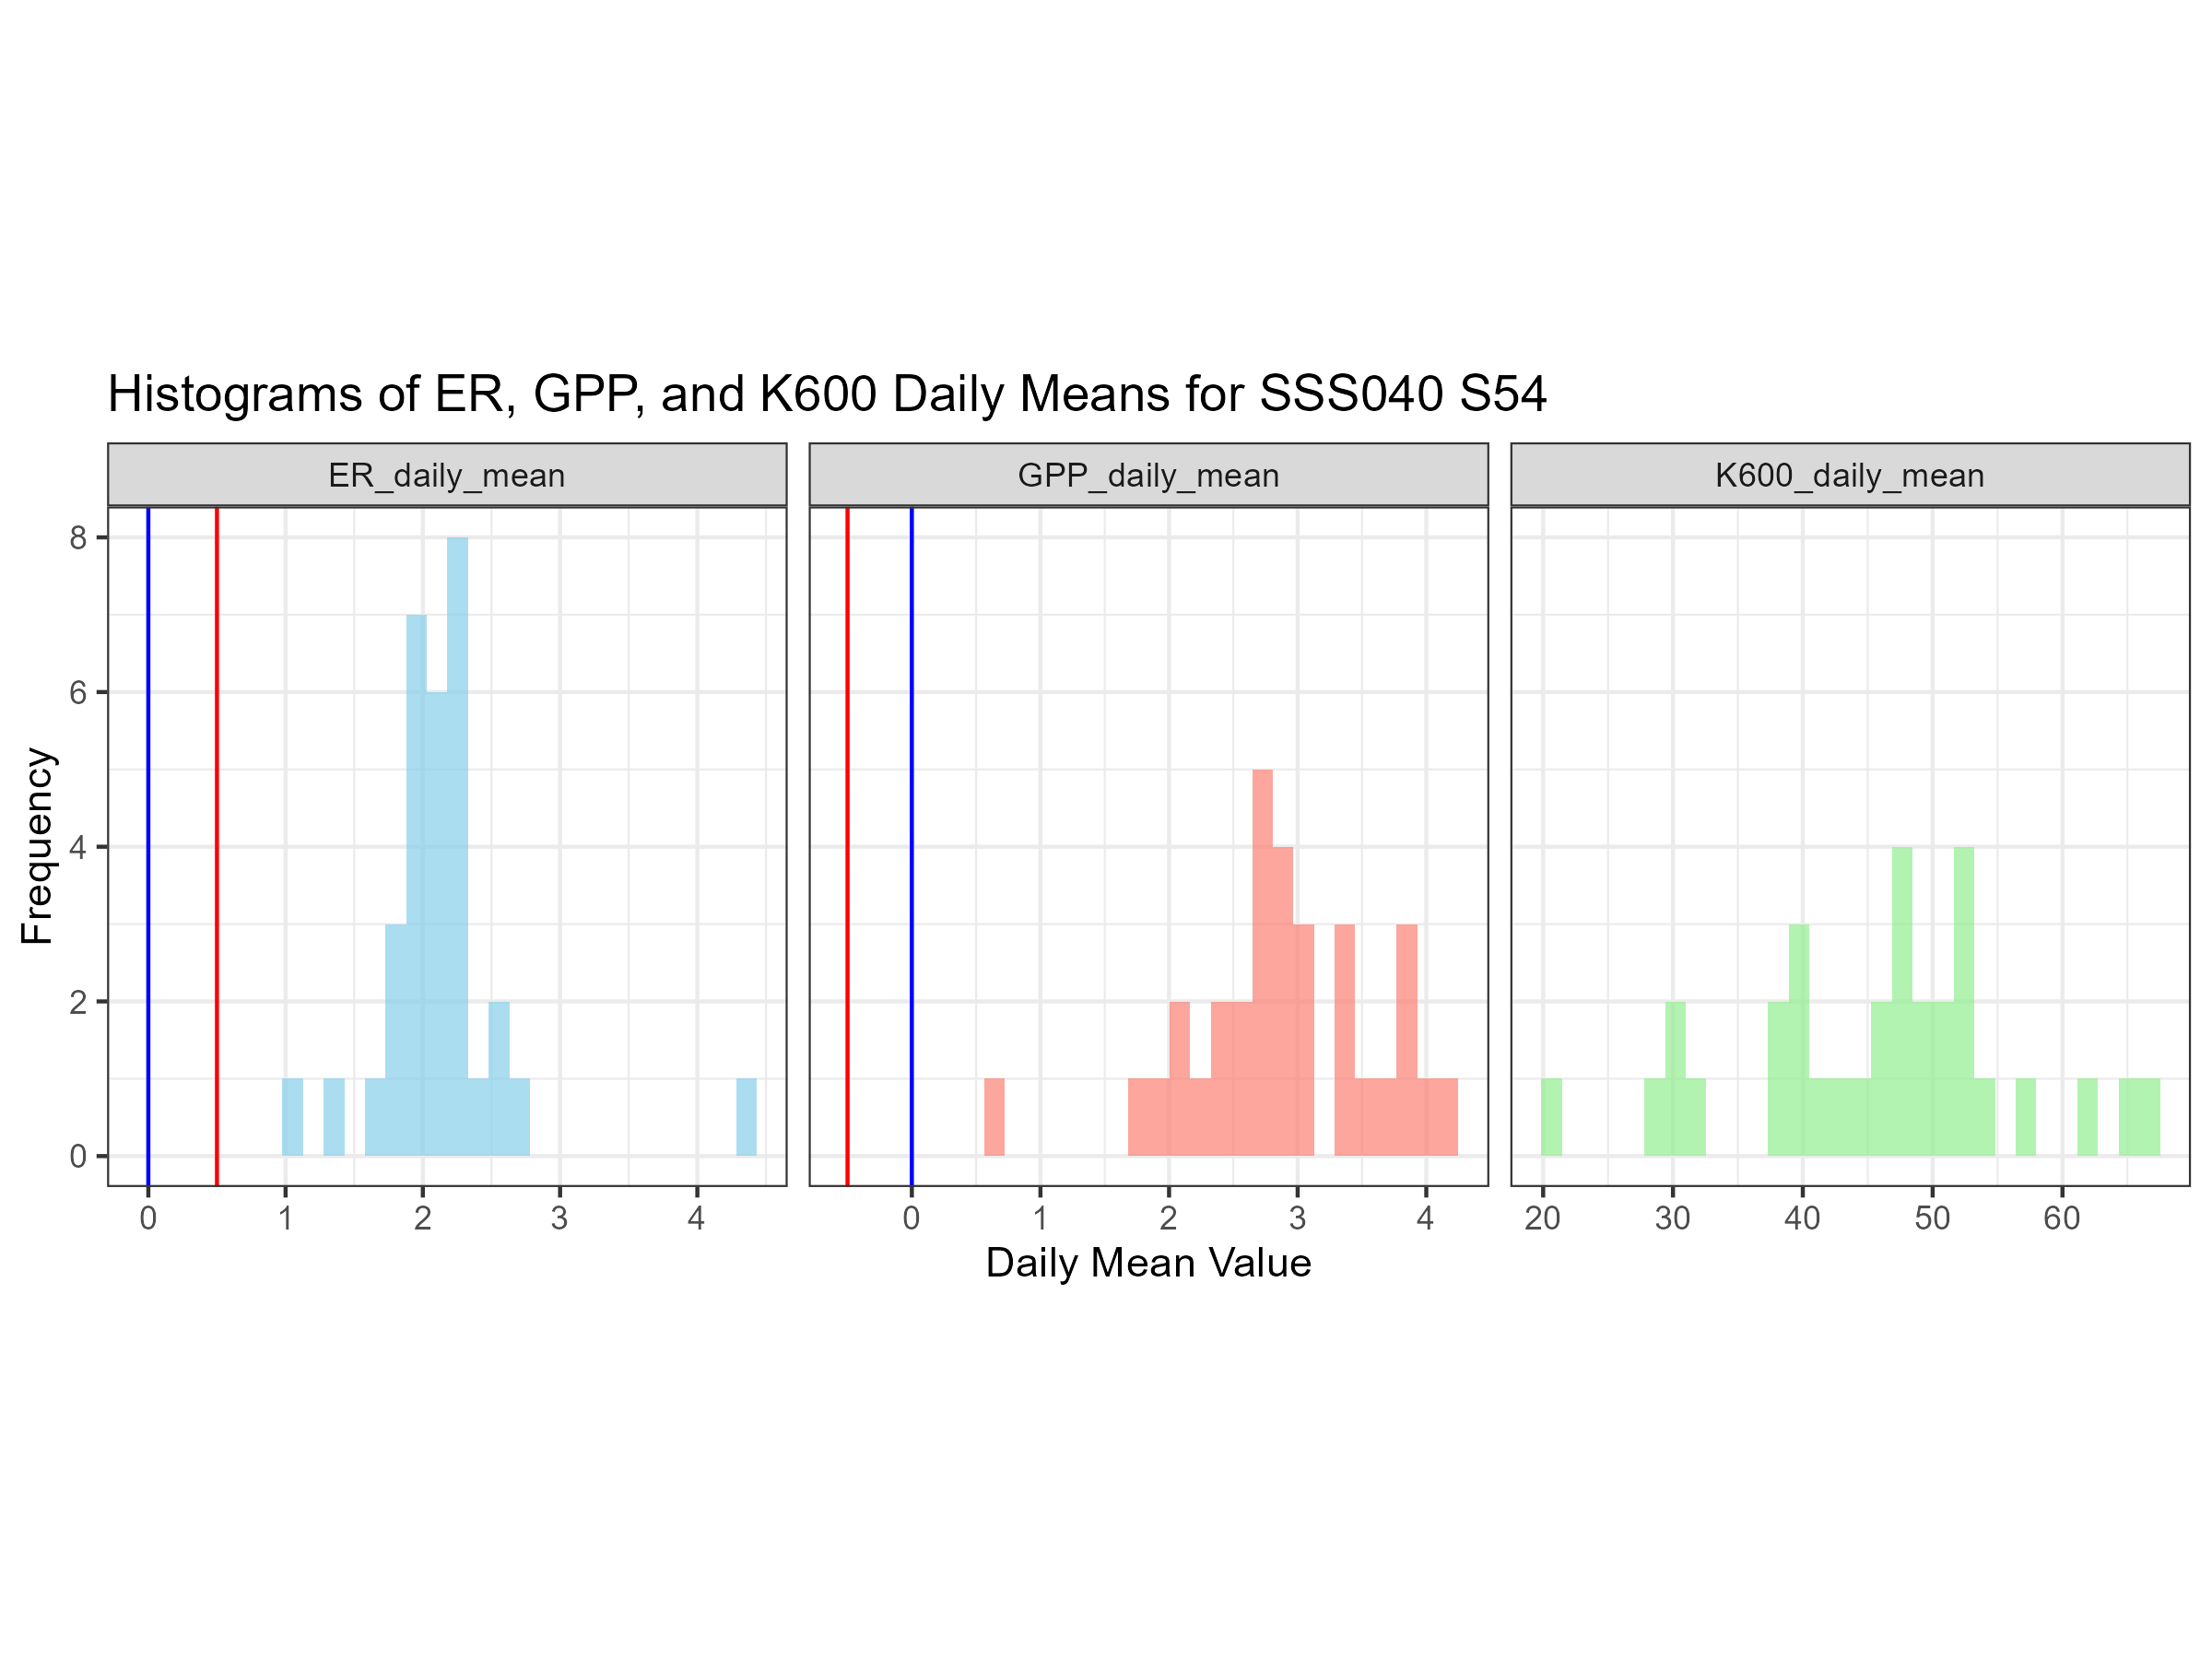 Histograms of ER, GPP, and K600 Daily Means for SSS040 S54
ER_daily_mean GPP_daily_mean K600_daily_mean
Frequency
8
6
4
2
0
0 1 2 3 4 0 1 2 3 4 20 30 40 50 60
Daily Mean Value